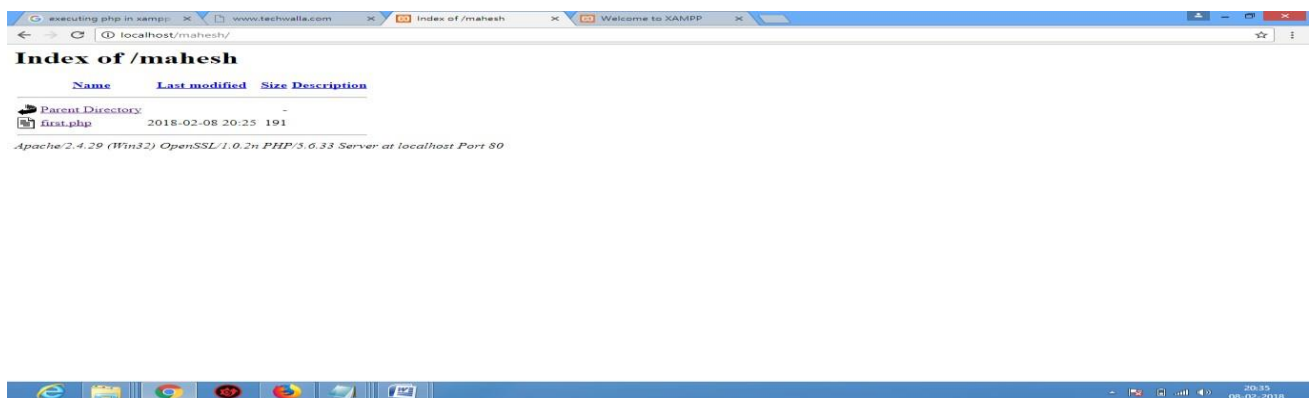 executing php in xampp
www.techwalla.com
Index of /mahesh
Welcome to XAMPP
localhost/mahesh/
Index of /mahesh
Name Last modified Size Description
Parent Directory -
first.php 2018-02-08 20:25 191
Apache/2.4.29 (Win32) OpenSSL/1.0.2n PHP/5.6.33 Server at localhost Port 80
20:35
08-02-2018